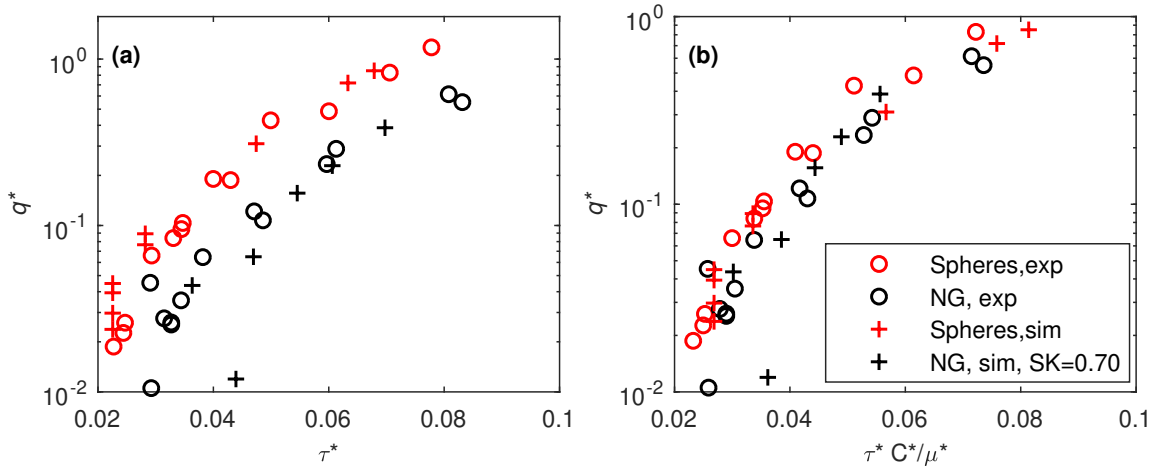 (a)
10^0
10^-1
10^-2
q^*
0.02 0.04 0.06 0.08 0.1
τ^*
(b)
10^0
10^-1
10^-2
q^*
0.02 0.04 0.06 0.08 0.1
τ^* C^*/μ^*
Spheres,exp
NG, exp
Spheres,sim
NG, sim, SK=0.70